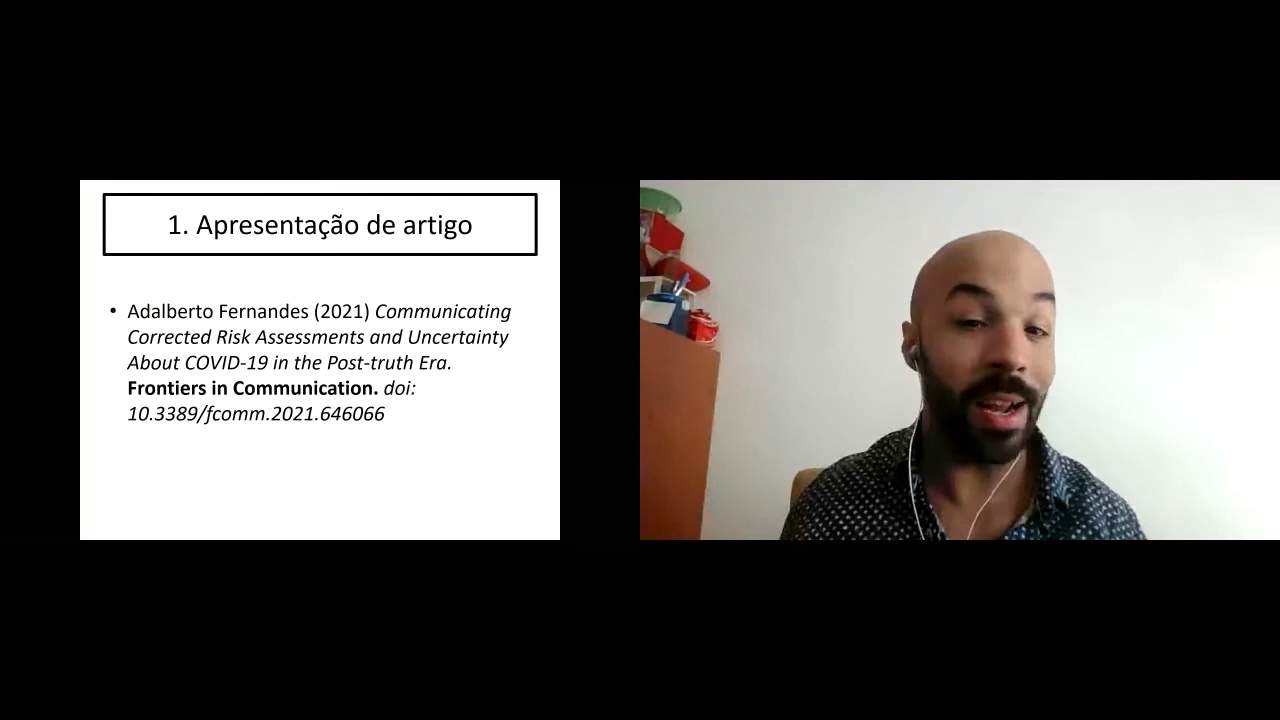 1. Apresentação de artigo
• Adalberto Fernandes (2021) Communicating
Corrected Risk Assessments and Uncertainty
About COVID-19 in the Post-truth Era.
Frontiers in Communication. doi:
10.3389/fcomm.2021.646066